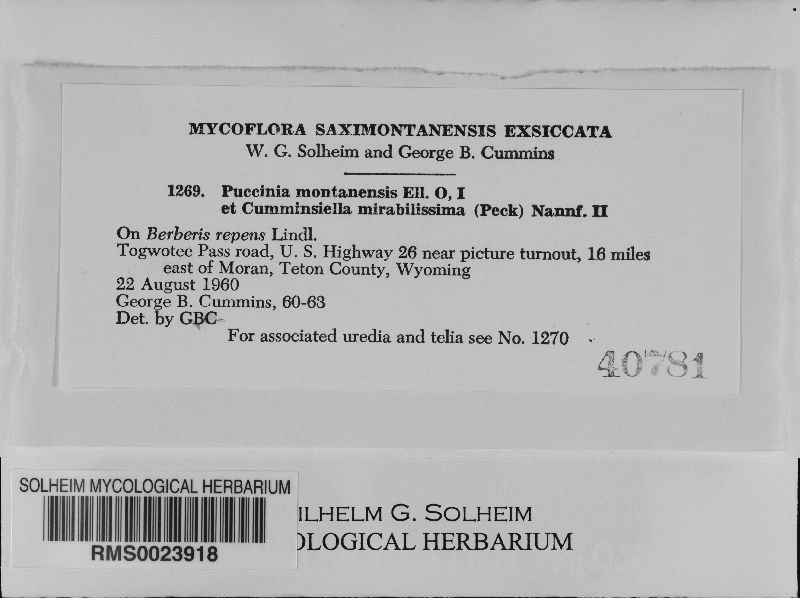 MYCOFLORA SAXIMONTANENSIS EXSICCATA
W. G. Solheim and George B. Cummins
1269. Puccinia montanensis Ell. O, I
et Cumminsiella mirabilissima (Peck) Nannf. II
On Berberis repens Lindl.
Togwotee Pass road, U. S. Highway 26 near picture turnout, 16 miles
east of Moran, Teton County, Wyoming
22 August 1960
George B. Cummins, 60-63
Det. by GBC
For associated uredia and telia see No. 1270
40781
SOLHEIM MYCOLOGICAL HERBARIUM
RMS0023918
ILHELM G. SOLHEIM
OLOGICAL HERBARIUM